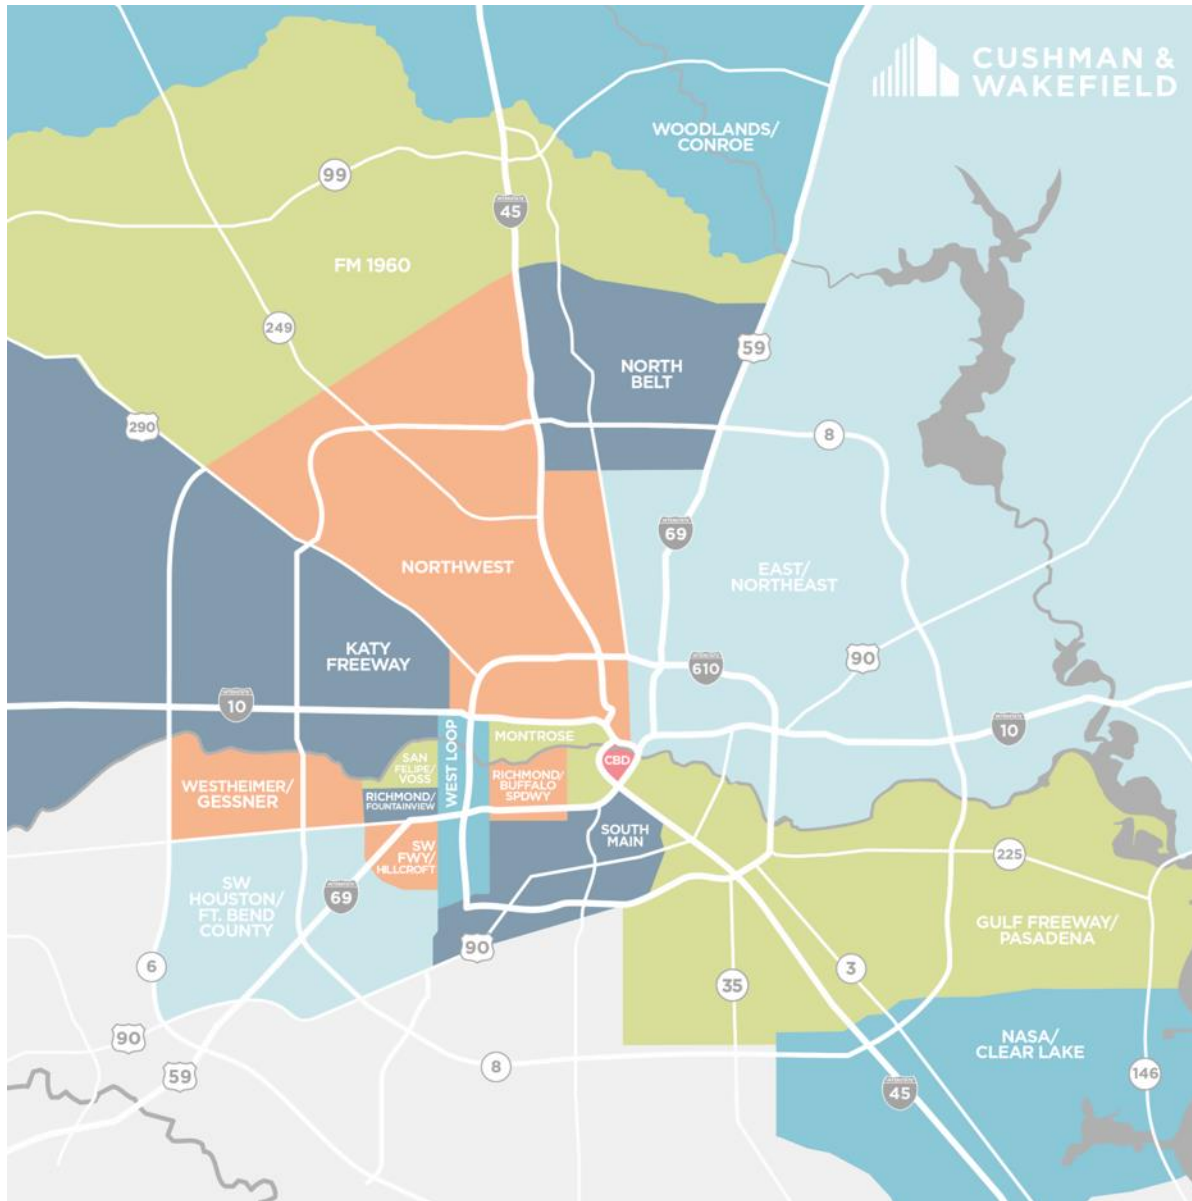 CUSHMAN &
WAKEFIELD
WOODLANDS/
CONROE
99
45
FM 1960
249
59
NORTH
BELT
290
8
69
NORTHWEST
EAST/
NORTHEAST
KATY
FREEWAY
90
610
10
10
WEST LOOP
MONTROSE
CBD
SAN
FELIPE/
VOSS
WESTHEIMER/
GESSNER
RICHMOND/
FOUNTAINVIEW
RICHMOND/
BUFFALO
SPDWY
SOUTH
MAIN
SW
FWY/
HILLCROFT
225
SW
HOUSTON/
FT. BEND
COUNTY
69
GULF FREEWAY/
PASADENA
90
6
35
3
90
NASA/
CLEAR LAKE
59
8
146
45